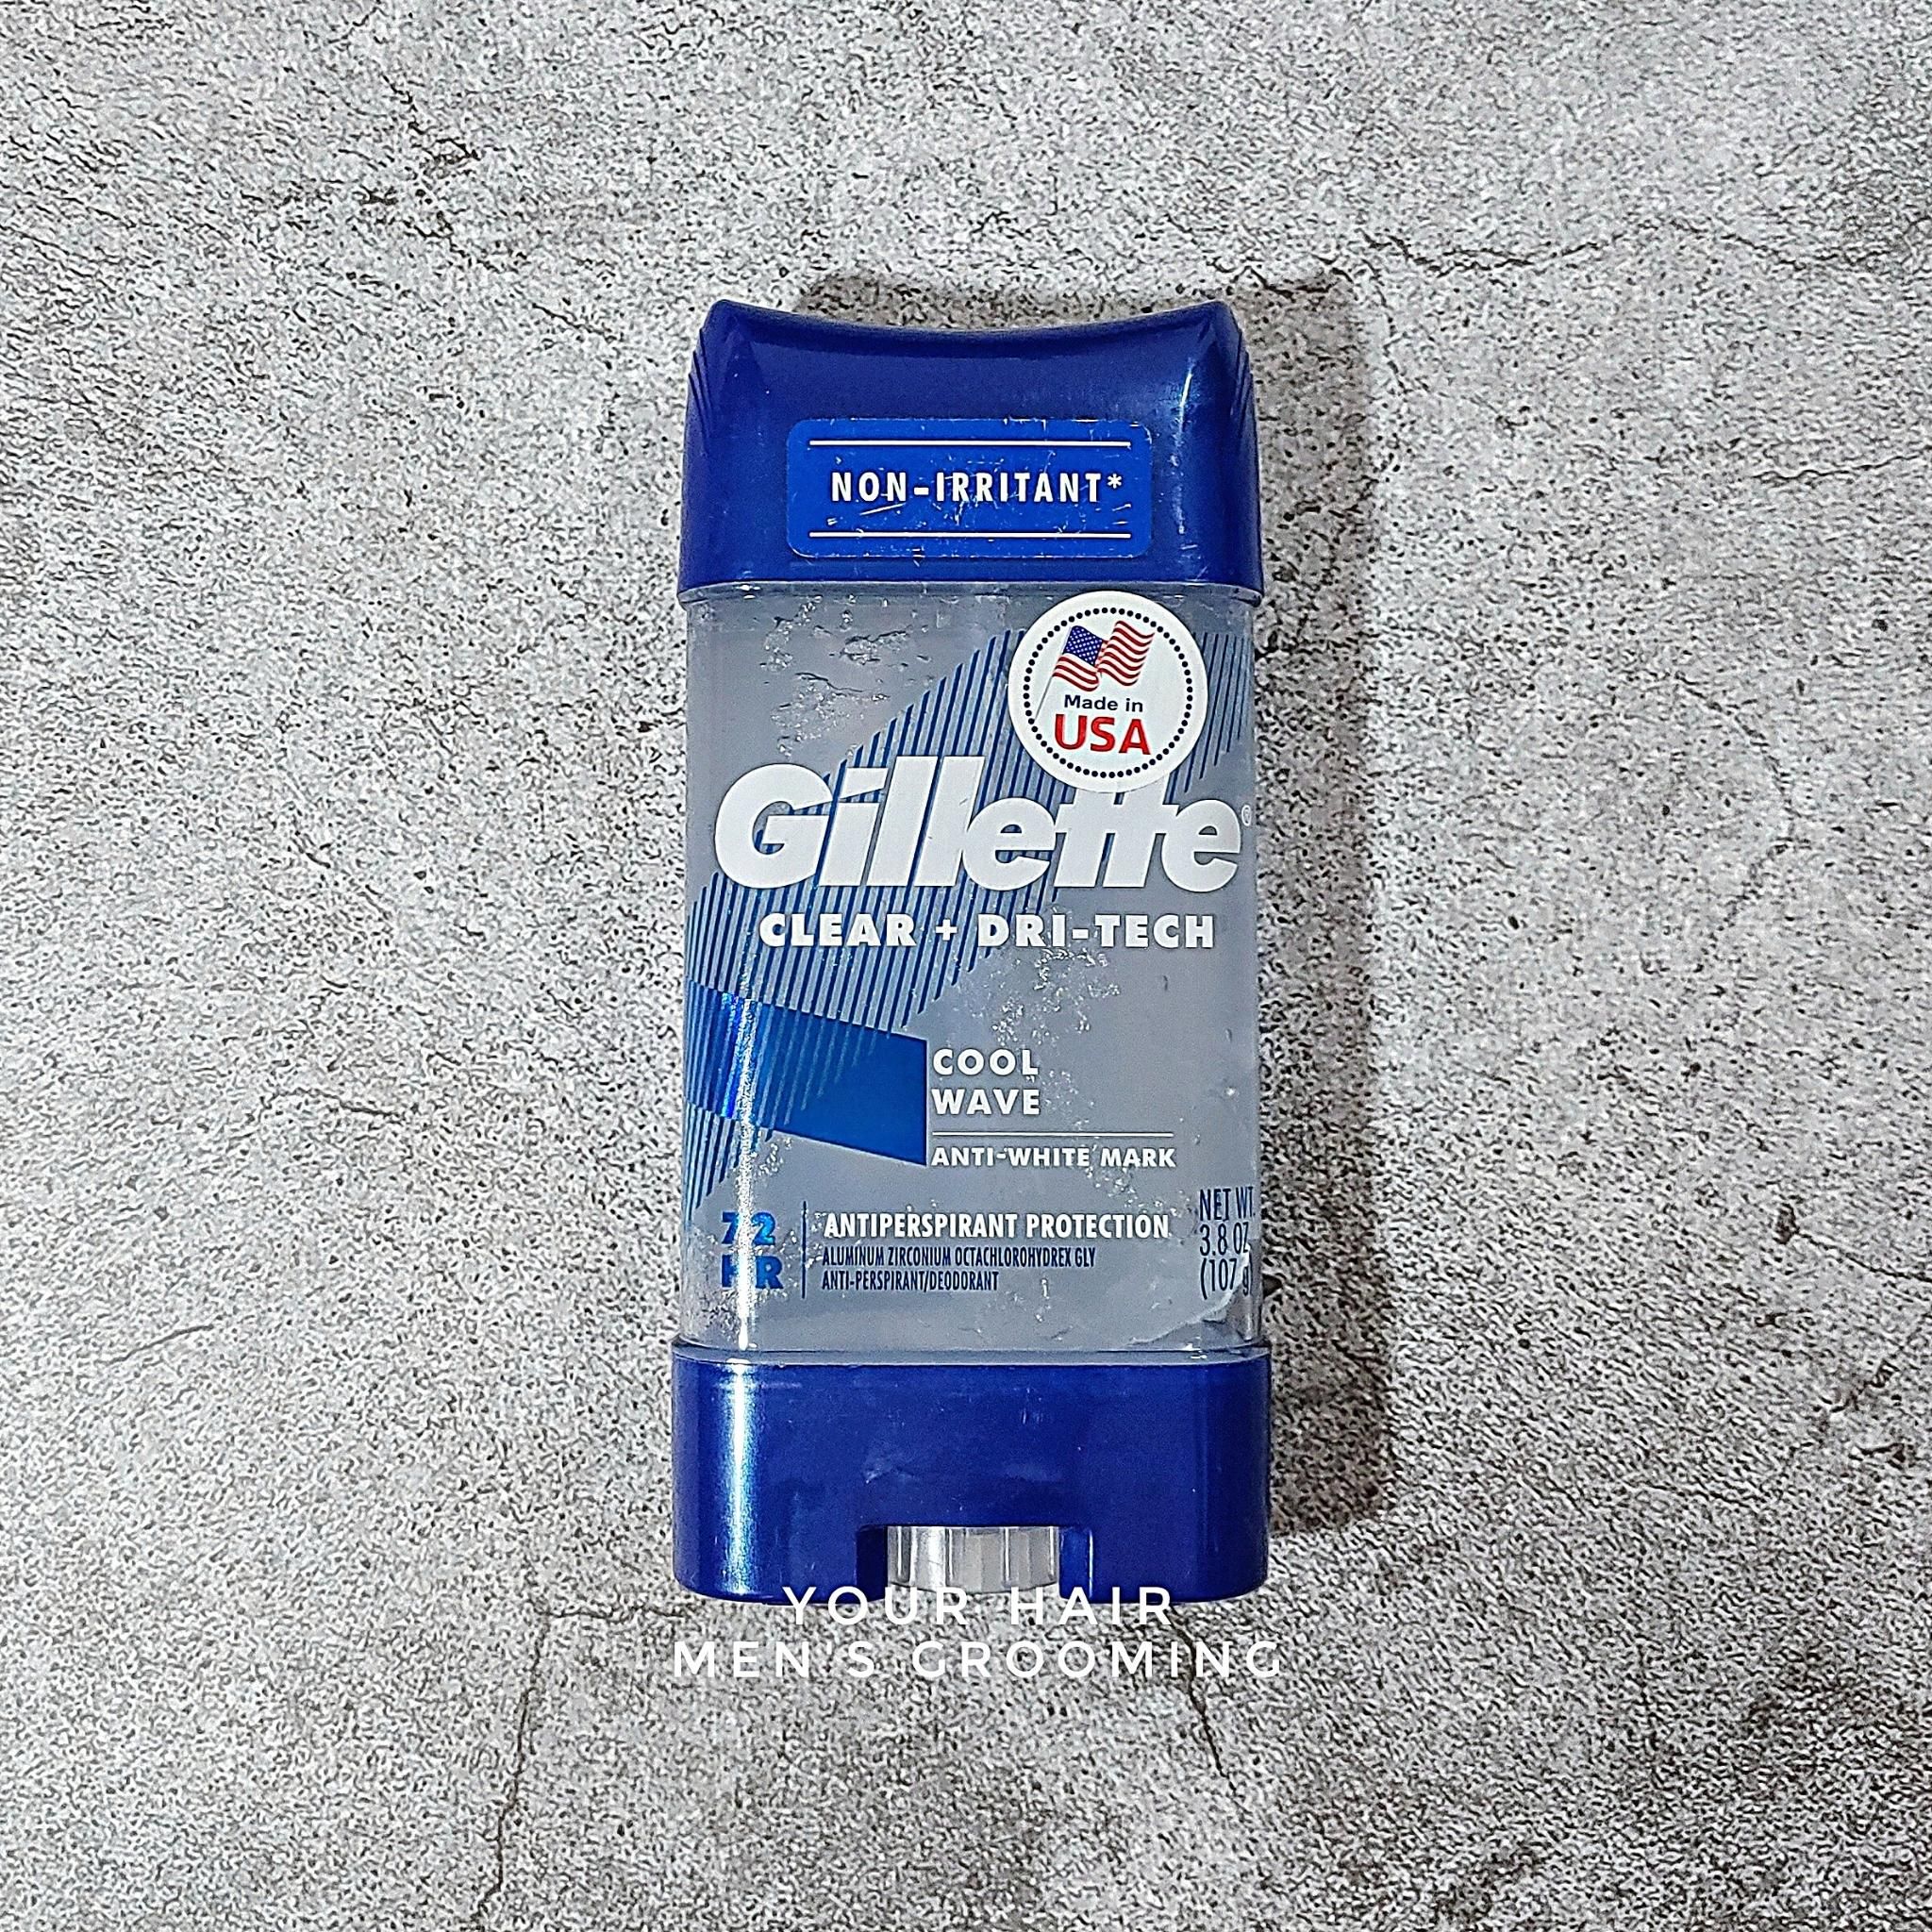 NON-IRRITANT*
Made in
USA
Gillette®
CLEAR + DRI-TECH
COOL
WAVE
ANTI-WHITE MARK
72
HR
ANTIPERSPIRANT PROTECTION
ALUMINUM ZIRCONIUM OCTACHLOROHYDREX GLY
ANTI-PERSPIRANT/DEODORANT
NET WT.
3.8 OZ
(107 g)
YOUR HAIR
MEN'S GROOMING